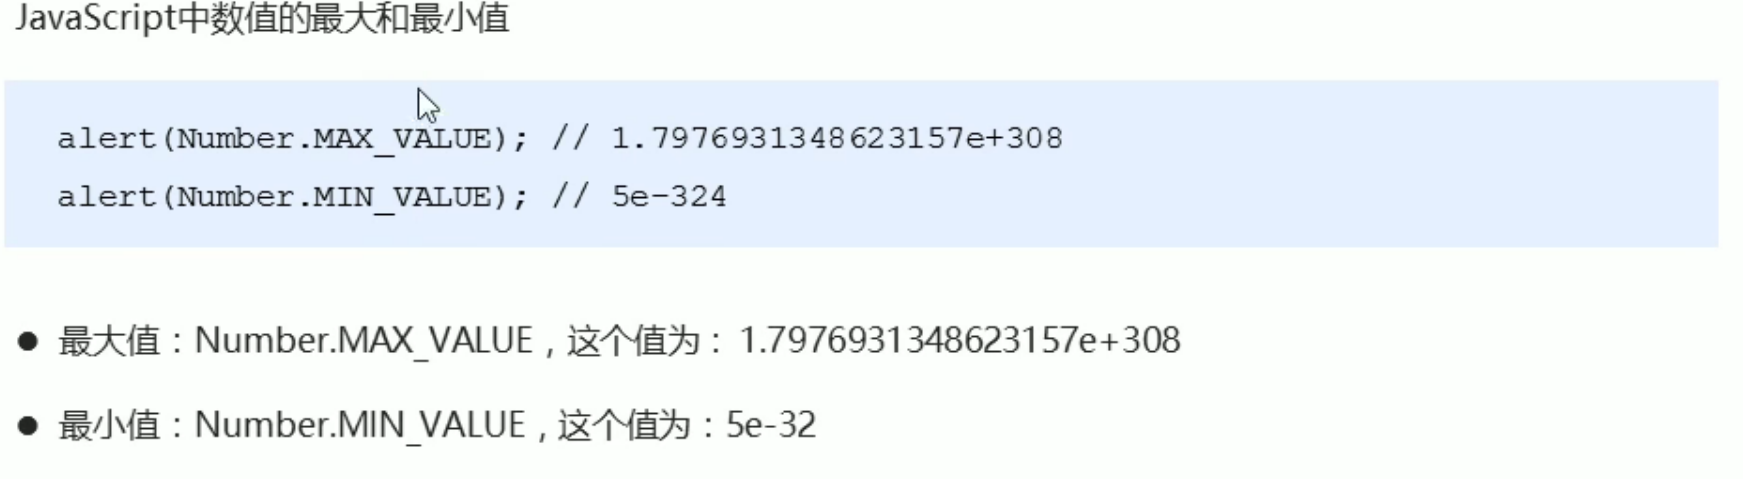 JavaScript中数值的最大和最小值
alert(Number.MAX_VALUE); // 1.7976931348623157e+308
alert(Number.MIN_VALUE); // 5e-324
● 最大值：Number.MAX_VALUE，这个值为： 1.7976931348623157e+308
● 最小值：Number.MIN_VALUE，这个值为：5e-32